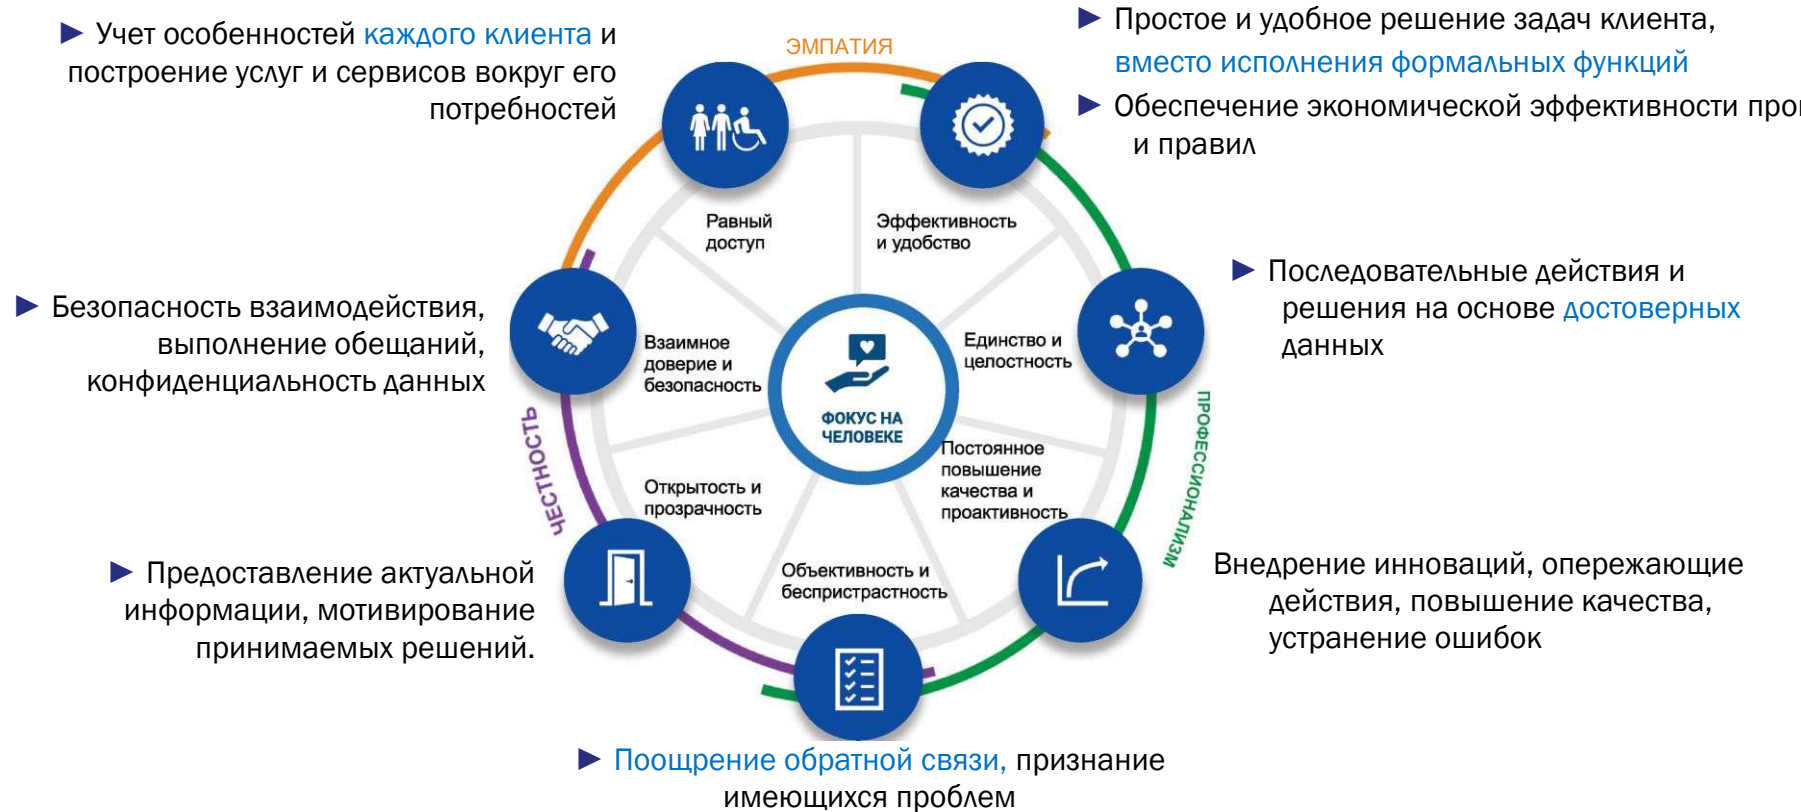 ► Учет особенностей каждого клиента и
построение услуг и сервисов вокруг его
потребностей
ЭМПАТИЯ
► Простое и удобное решение задач клиента,
вместо исполнения формальных функций
► Обеспечение экономической эффективности
и правил
Равный
доступ
Эффективность
и удобство
► Безопасность взаимодействия,
выполнение обещаний,
конфиденциальность данных
Взаимное
доверие и
безопасность
Единство и
целостность
► Последовательные действия и
решения на основе достоверных
данных
ФОКУС НА
ЧЕЛОВЕКЕ
ЧЕСТНОСТЬ
ПРОФЕССИОНАЛИЗМ
Открытость и
прозрачность
Постоянное
повышение
качества и
проактивность
► Предоставление актуальной
информации, мотивирование
принимаемых решений.
Объективность и
беспристрастность
Внедрение инноваций, опережающие
действия, повышение качества,
устранение ошибок
► Поощрение обратной связи, признание
имеющихся проблем